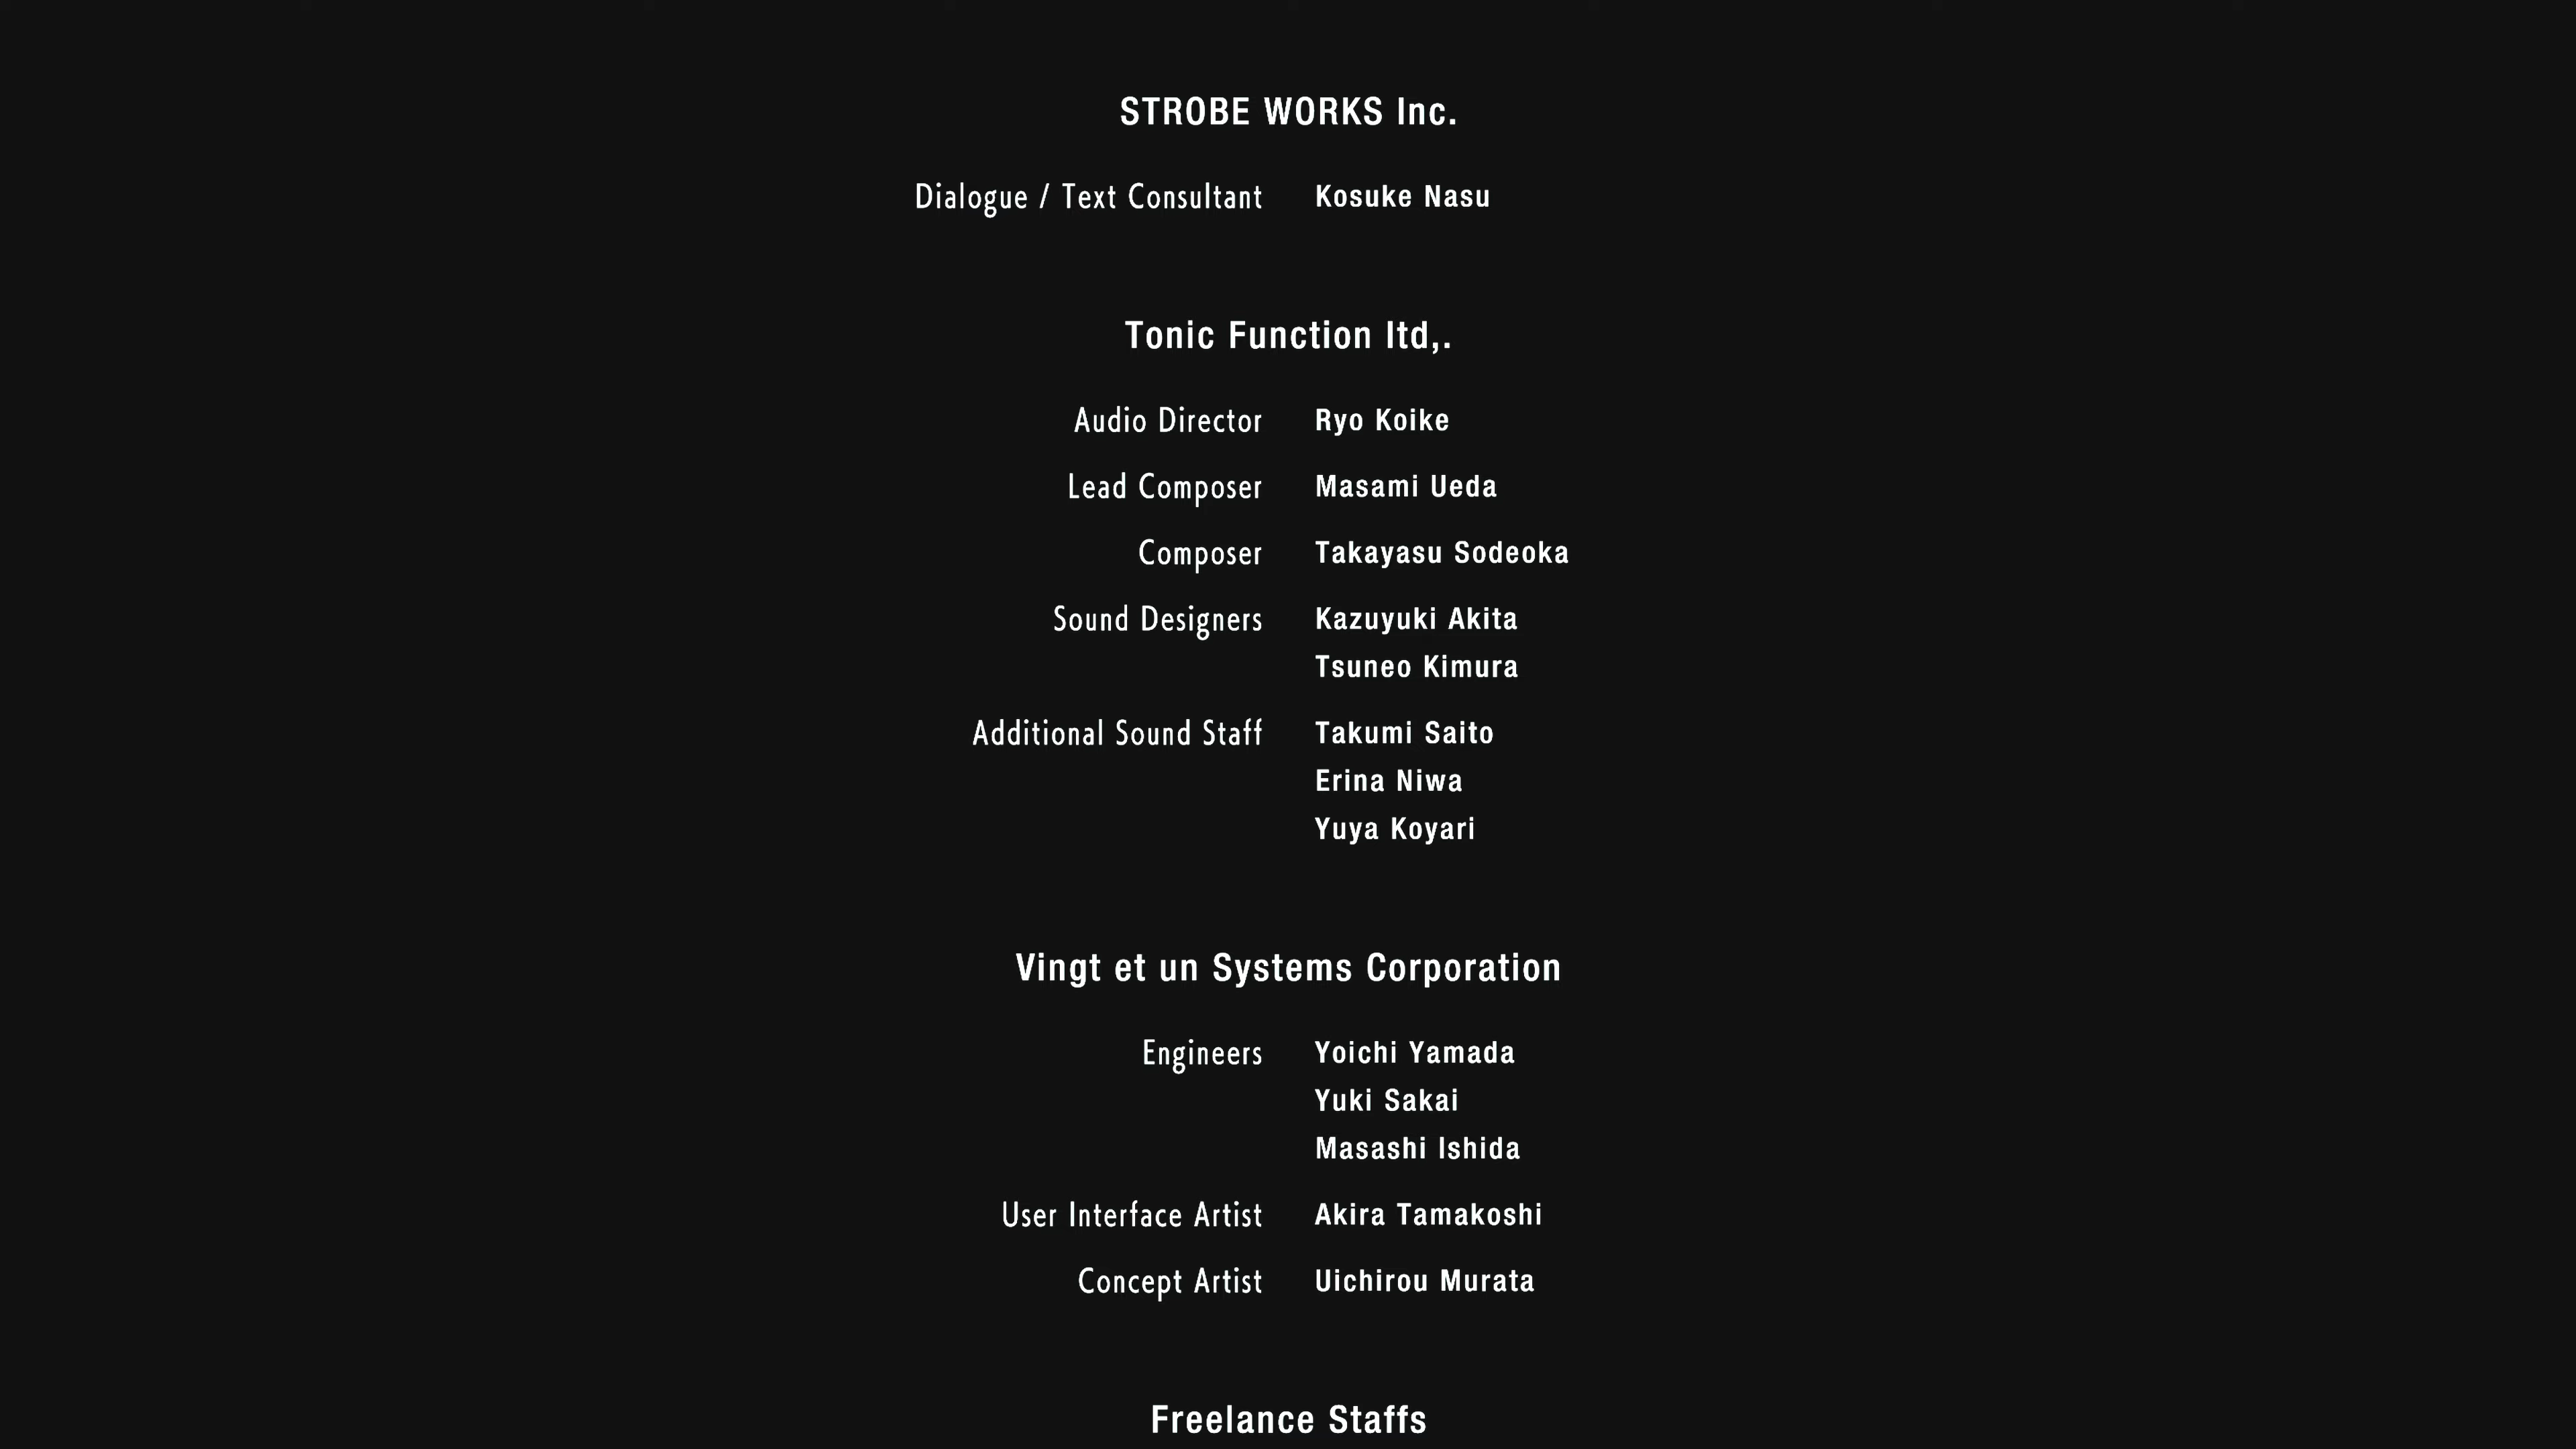 STROBE WORKS Inc.
Dialogue / Text Consultant Kosuke Nasu
Tonic Function ltd,.
Audio Director Ryo Koike
Lead Composer Masami Ueda
Composer Takayasu Sodeoka
Sound Designers Kazuyuki Akita
Tsuneo Kimura
Additional Sound Staff Takumi Saito
Erina Niwa
Yuya Koyari
Vingt et un Systems Corporation
Engineers Yoichi Yamada
Yuki Sakai
Masashi Ishida
User Interface Artist Akira Tamakoshi
Concept Artist Uichirou Murata
Freelance Staffs